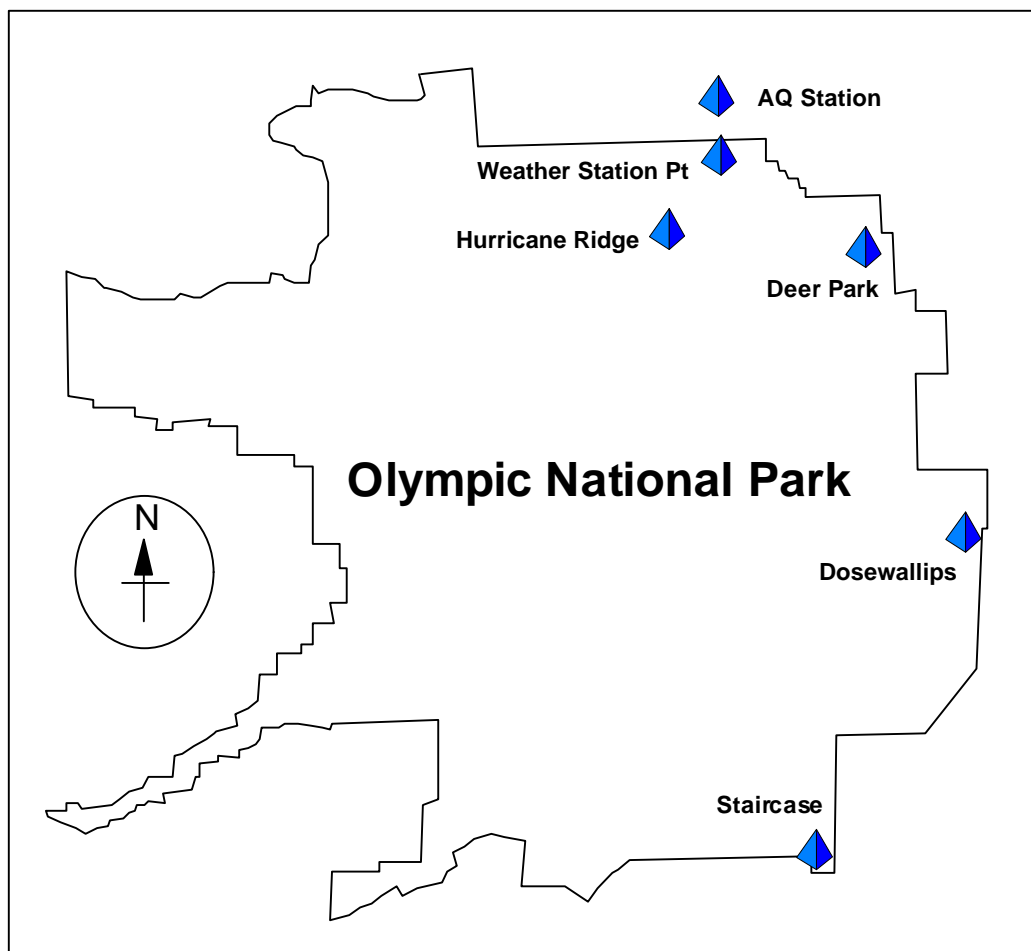 AQ Station
Weather Station Pt
Hurricane Ridge
Deer Park
Olympic National Park
N
Dosewallips
Staircase